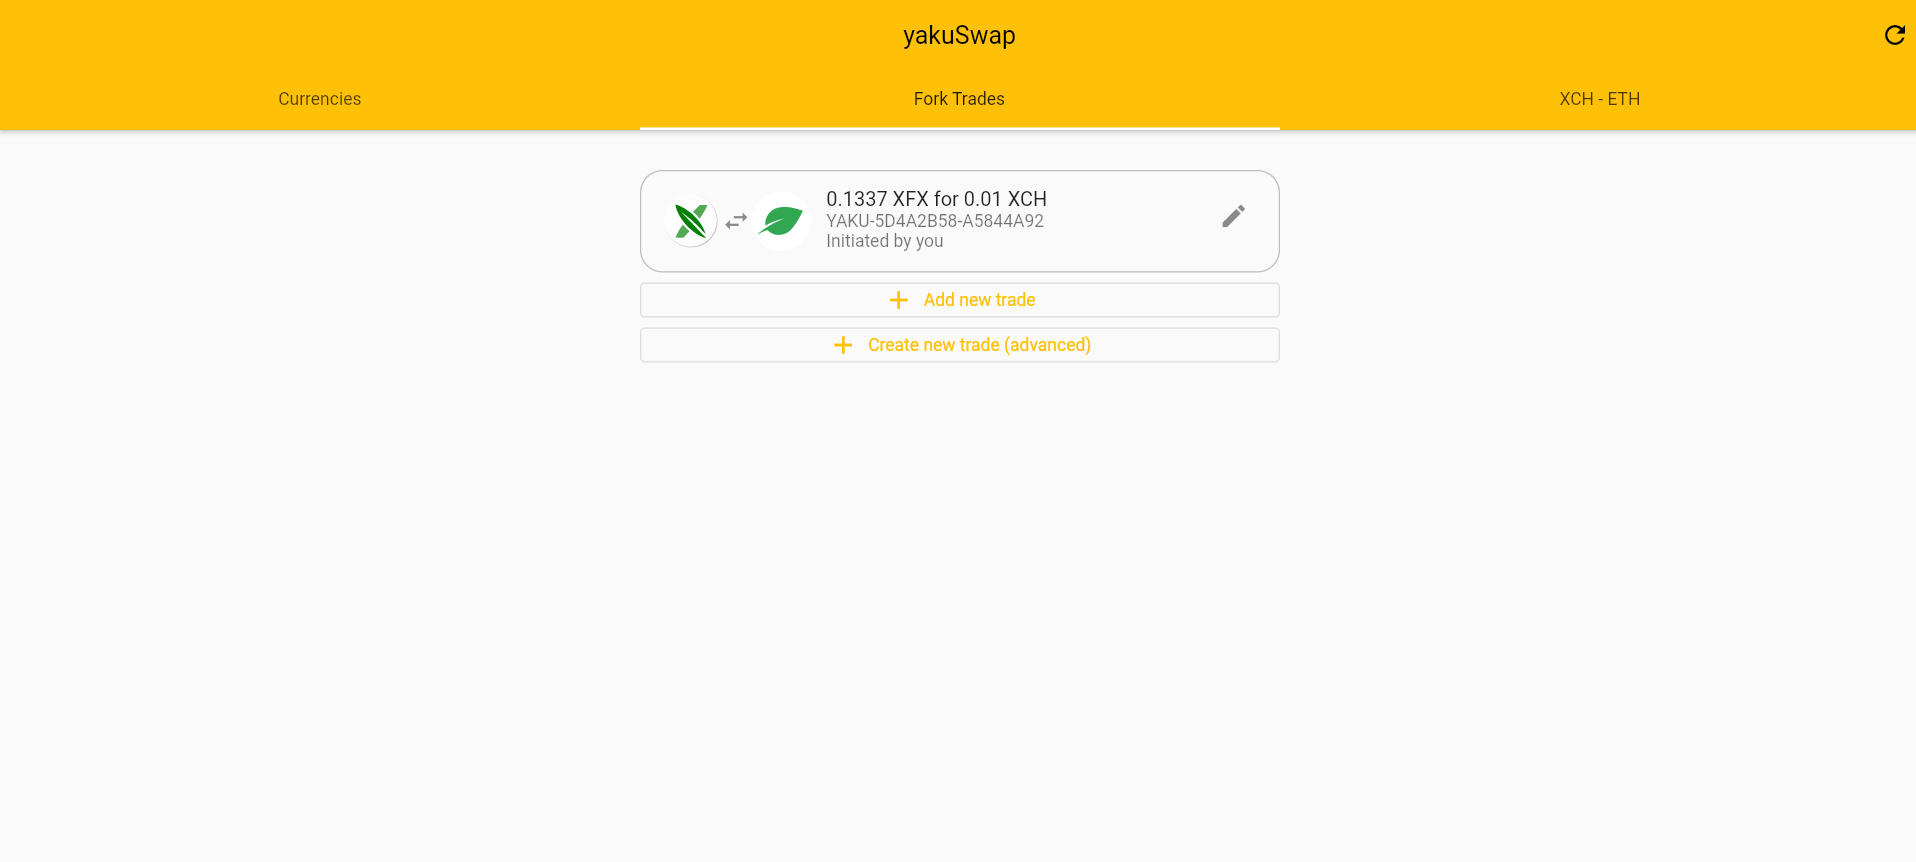 yakuSwap
Currencies
Fork Trades
XCH - ETH
0.1337 XFX for 0.01 XCH
YAKU-5D4A2B58-A5844A92
Initiated by you
Add new trade
Create new trade (advanced)